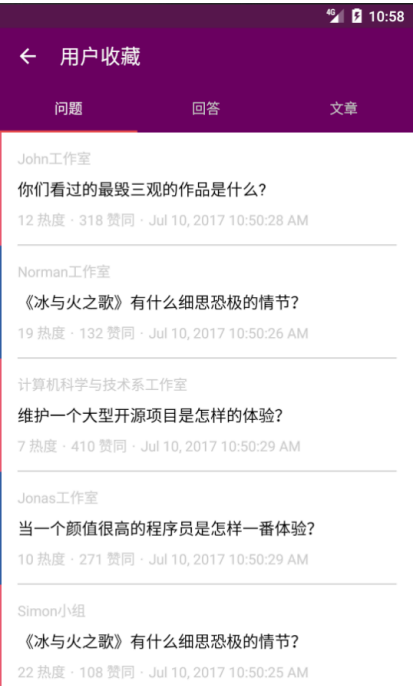 4G 10:58
用户收藏
问题 回答 文章
John工作室
你们看过的最毁三观的作品是什么?
12 热度 · 318 赞同 · Jul 10, 2017 10:50:28 AM
Norman工作室
《冰与火之歌》有什么细思恐极的情节?
19 热度 · 132 赞同 · Jul 10, 2017 10:50:26 AM
计算机科学与技术系工作室
维护一个大型开源项目是怎样的体验?
7 热度 · 410 赞同 · Jul 10, 2017 10:50:29 AM
Jonas工作室
当一个颜值很高的程序员是怎样一番体验?
10 热度 · 271 赞同 · Jul 10, 2017 10:50:29 AM
Simon小组
《冰与火之歌》有什么细思恐极的情节?
22 热度 · 108 赞同 · Jul 10, 2017 10:50:25 AM